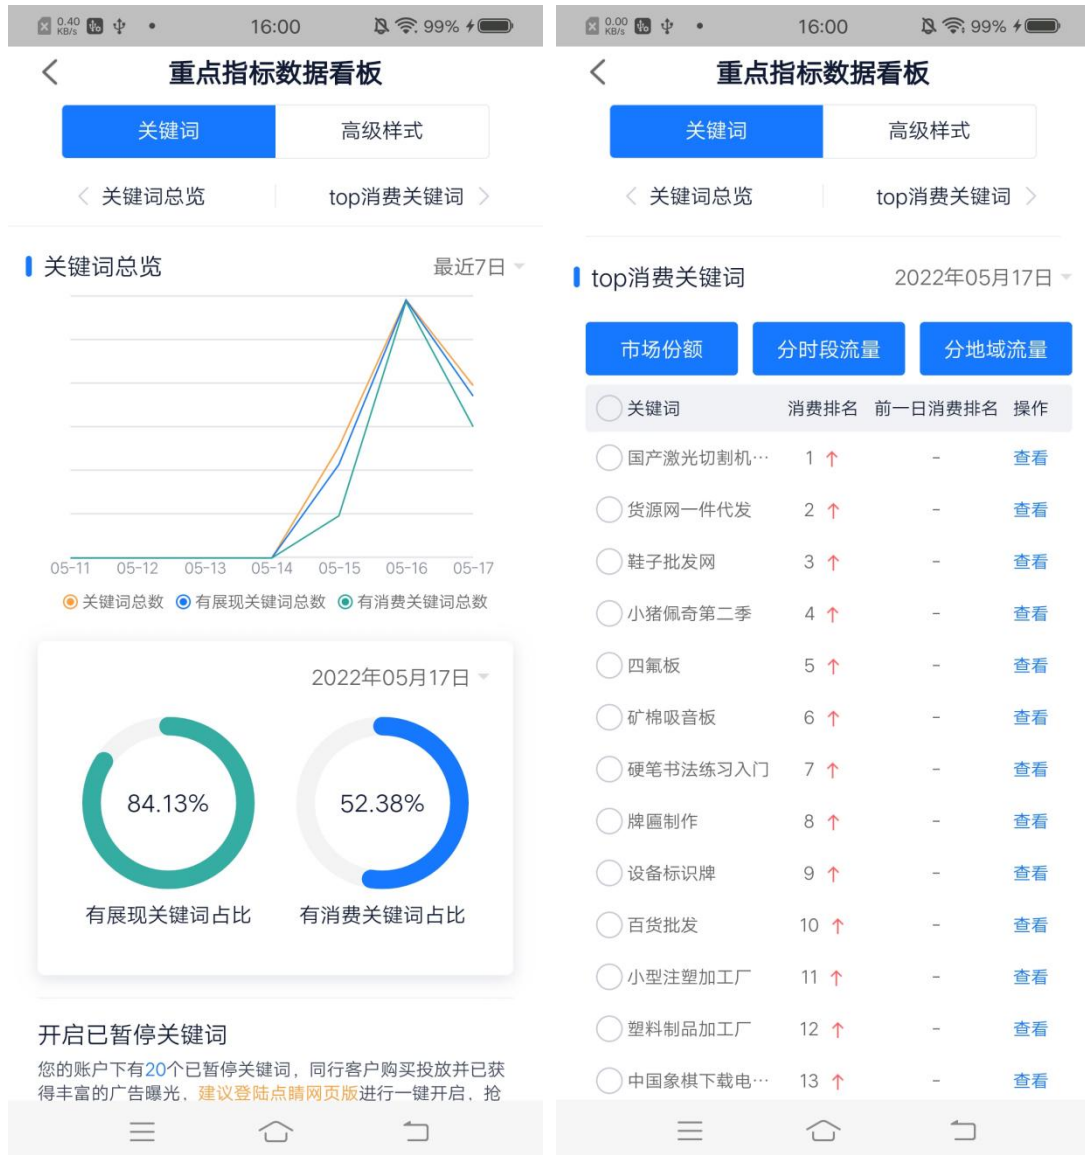 0.40 KB/s
16:00
99%
重点指标数据看板
关键词 高级样式
关键词总览 top消费关键词
关键词总览 最近7日
05-11 05-12 05-13 05-14 05-15 05-16 05-17
关键词总数 有展现关键词总数 有消费关键词总数
2022年05月17日
84.13% 52.38%
有展现关键词占比 有消费关键词占比
开启已暂停关键词
您的账户下有20个已暂停关键词，同行客户购买投放并已获
得丰富的广告曝光，建议登陆点睛网页版进行一键开启，抢
0.00 KB/s
16:00
99%
重点指标数据看板
关键词 高级样式
关键词总览 top消费关键词
top消费关键词 2022年05月17日
市场份额 分时段流量 分地域流量
关键词 消费排名 前一日消费排名 操作
国产激光切割机… 1 ↑ - 查看
货源网一件代发 2 ↑ - 查看
鞋子批发网 3 ↑ - 查看
小猪佩奇第二季 4 ↑ - 查看
四氟板 5 ↑ - 查看
矿棉吸音板 6 ↑ - 查看
硬笔书法练习入门 7 ↑ - 查看
牌匾制作 8 ↑ - 查看
设备标识牌 9 ↑ - 查看
百货批发 10 ↑ - 查看
小型注塑加工厂 11 ↑ - 查看
塑料制品加工厂 12 ↑ - 查看
中国象棋下载电… 13 ↑ - 查看